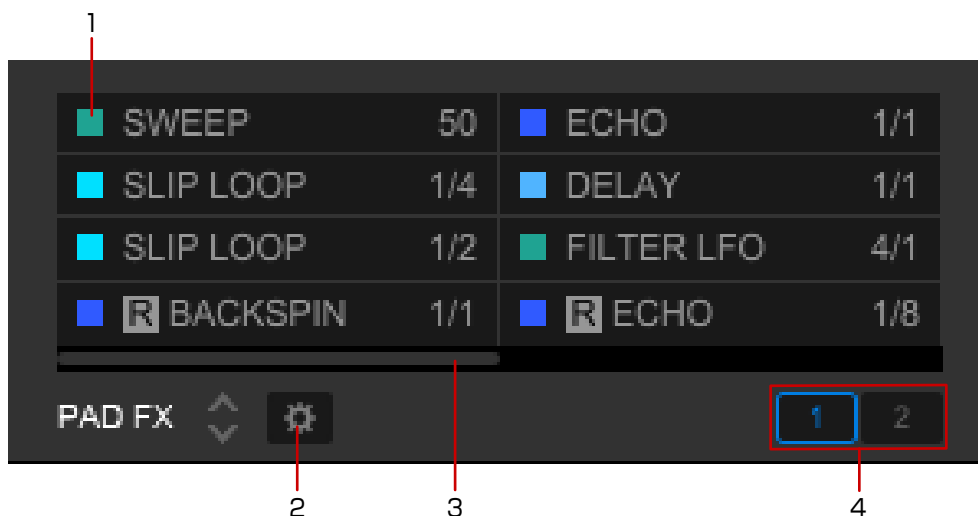 1
SWEEP 50 ECHO 1/1
SLIP LOOP 1/4 DELAY 1/1
SLIP LOOP 1/2 FILTER LFO 4/1
R BACKSPIN 1/1 R ECHO 1/8
PAD FX 1 2
2 3 4